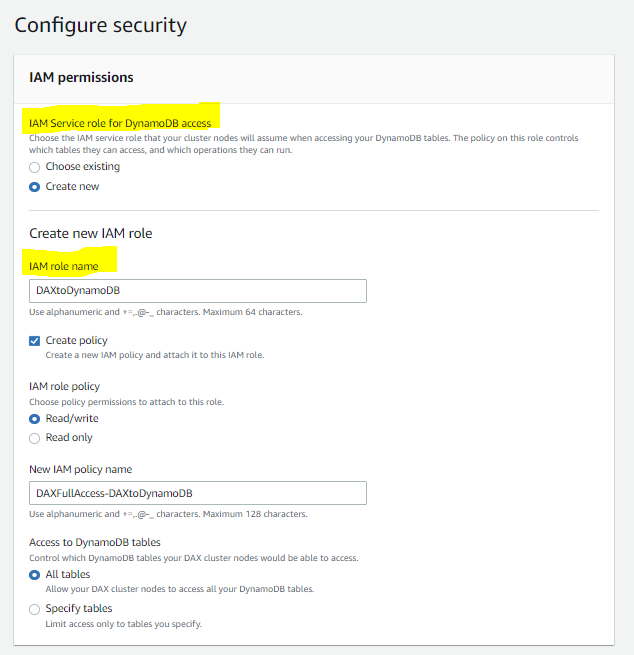 Configure security
IAM permissions
IAM Service role for DynamoDB access
Choose the IAM service role that your cluster nodes will assume when accessing your DynamoDB tables. The policy on this role controls
which tables they can access, and which operations they can run.
Choose existing
Create new
Create new IAM role
IAM role name
DAXtoDynamoDB
Use alphanumeric and +=,.@-_ characters. Maximum 64 characters.
Create policy
Create a new IAM policy and attach it to this IAM role.
IAM role policy
Choose policy permissions to attach to this role.
Read/write
Read only
New IAM policy name
DAXFullAccess-DAXtoDynamoDB
Use alphanumeric and +=,.@-_ characters. Maximum 128 characters.
Access to DynamoDB tables
Control which DynamoDB tables your DAX cluster nodes would be able to access.
All tables
Allow your DAX cluster nodes to access all your DynamoDB tables.
Specify tables
Limit access only to tables you specify.